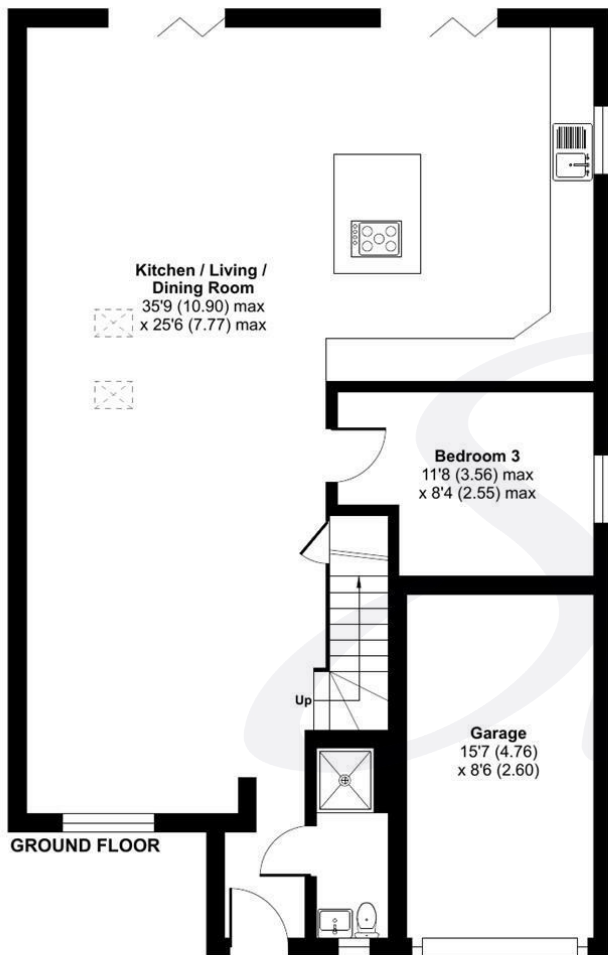 Kitchen / Living /
Dining Room
35'9 (10.90) max
x 25'6 (7.77) max
Bedroom 3
11'8 (3.56) max
x 8'4 (2.55) max
Up
Garage
15'7 (4.76)
x 8'6 (2.60)
GROUND FLOOR